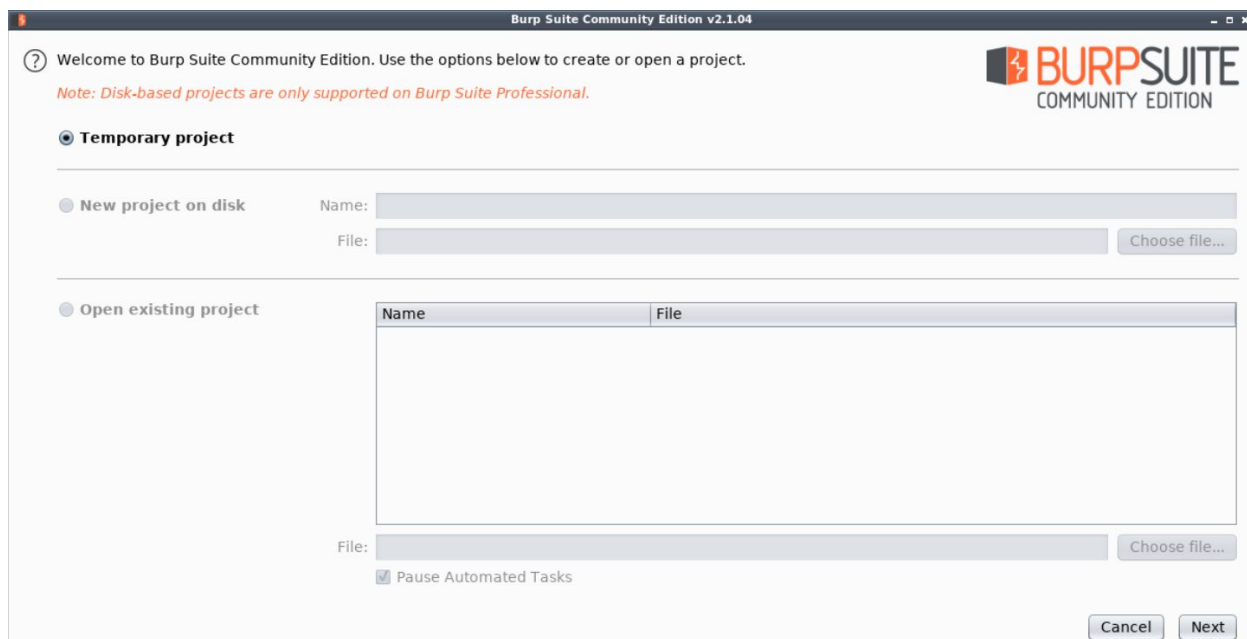 Burp Suite Community Edition v2.1.04
Welcome to Burp Suite Community Edition. Use the options below to create or open a project.
Note: Disk-based projects are only supported on Burp Suite Professional.
BURPSUITE
COMMUNITY EDITION
Temporary project
New project on disk Name:
File: Choose file...
Open existing project Name File
File: Choose file...
Pause Automated Tasks
Cancel Next